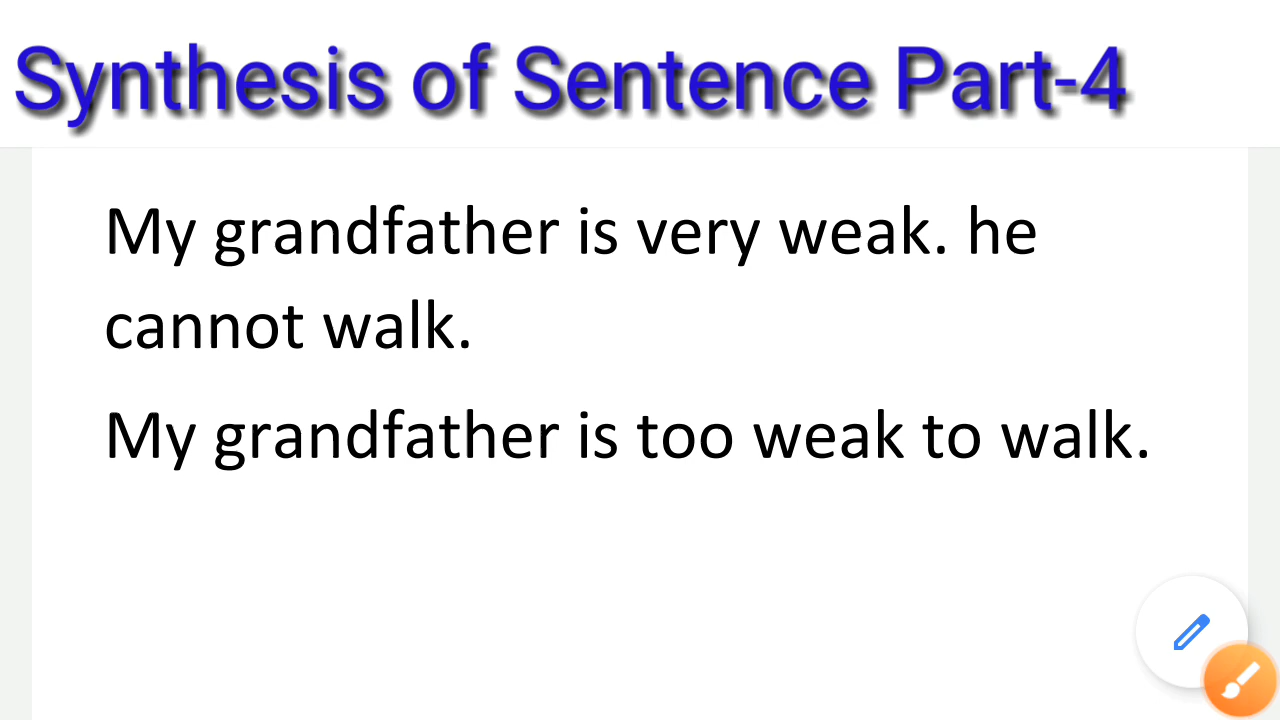 Synthesis of Sentence Part-4
My grandfather is very weak. he
cannot walk.
My grandfather is too weak to walk.